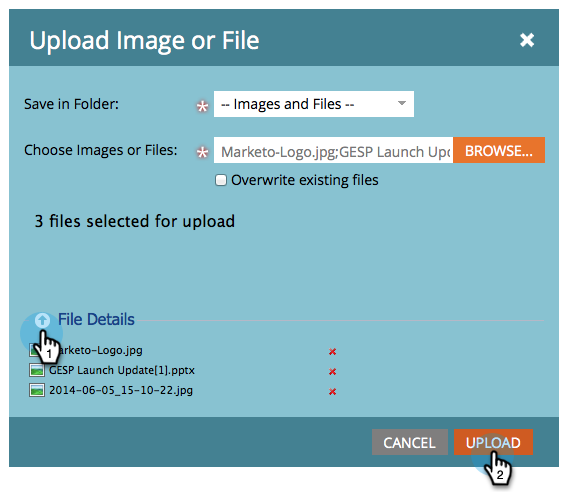 Upload Image or File
Save in Folder: * -- Images and Files --
Choose Images or Files: * Marketo-Logo.jpg;GESP Launch Upd BROWSE...
Overwrite existing files
3 files selected for upload
File Details
1
arketo-Logo.jpg
GESP Launch Update[1].pptx
2014-06-05_15-10-22.jpg
CANCEL UPLOAD
2